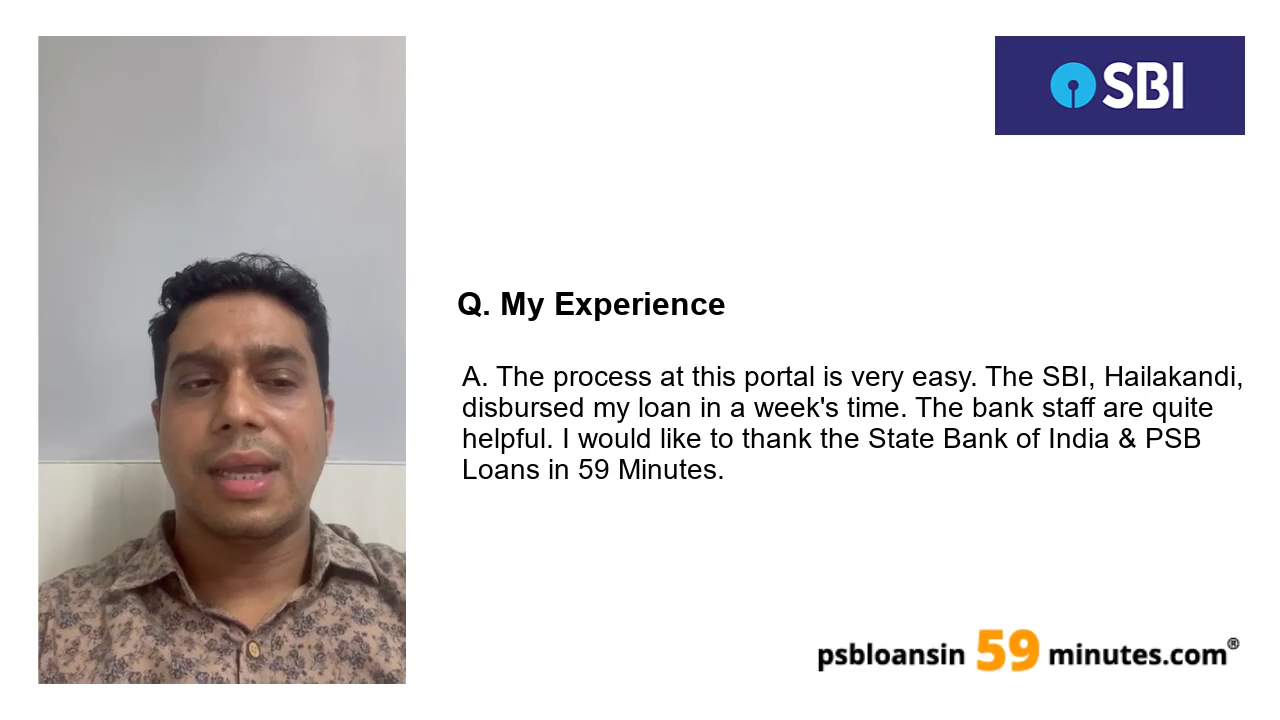 SBI
Q. My Experience
A. The process at this portal is very easy. The SBI, Hailakandi,
disbursed my loan in a week's time. The bank staff are quite
helpful. I would like to thank the State Bank of India & PSB
Loans in 59 Minutes.
psbloansin 59 minutes.com®